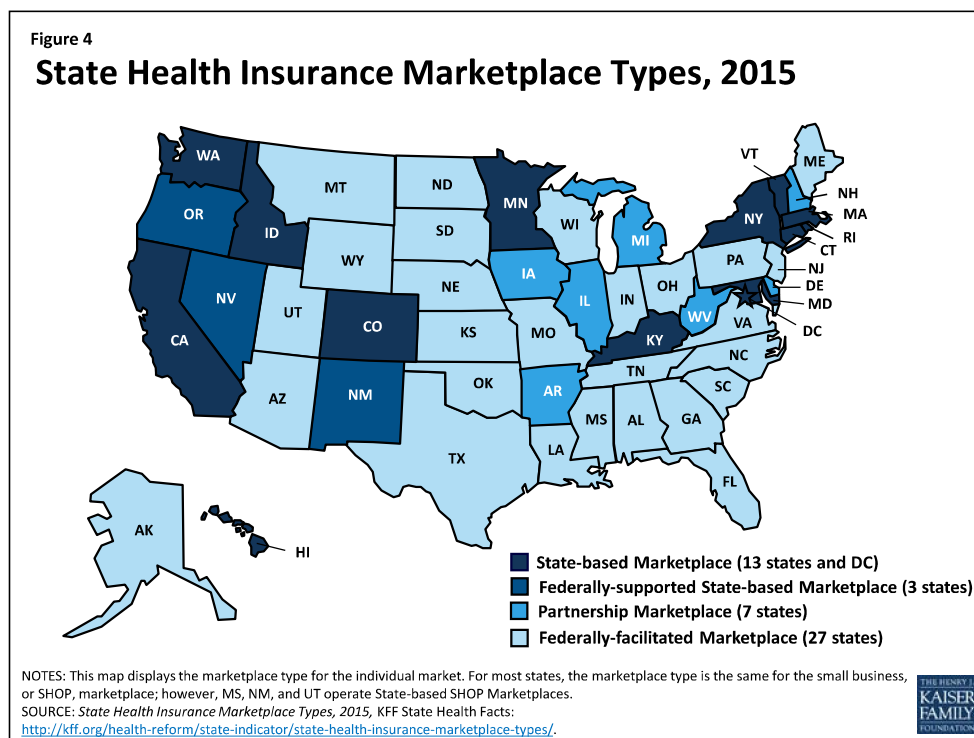 Figure 4
State Health Insurance Marketplace Types, 2015
WA
OR
CA
NV
ID
MT
WY
UT
AZ
CO
NM
ND
SD
NE
KS
OK
TX
MN
IA
MO
AR
LA
WI
IL
MI
IN
OH
KY
TN
MS
AL
GA
FL
SC
NC
VA
WV
PA
NY
VT
ME
NH
MA
RI
CT
NJ
DE
MD
DC
AK
HI
State-based Marketplace (13 states and DC)
Federally-supported State-based Marketplace (3 states)
Partnership Marketplace (7 states)
Federally-facilitated Marketplace (27 states)
NOTES: This map displays the marketplace type for the individual market. For most states, the marketplace type is the same for the small business,
or SHOP, marketplace; however, MS, NM, and UT operate State-based SHOP Marketplaces.
SOURCE: State Health Insurance Marketplace Types, 2015, KFF State Health Facts:
http://kff.org/health-reform/state-indicator/state-health-insurance-marketplace-types/.
THE HENRY J.
KAISER
FAMILY
FOUNDATION